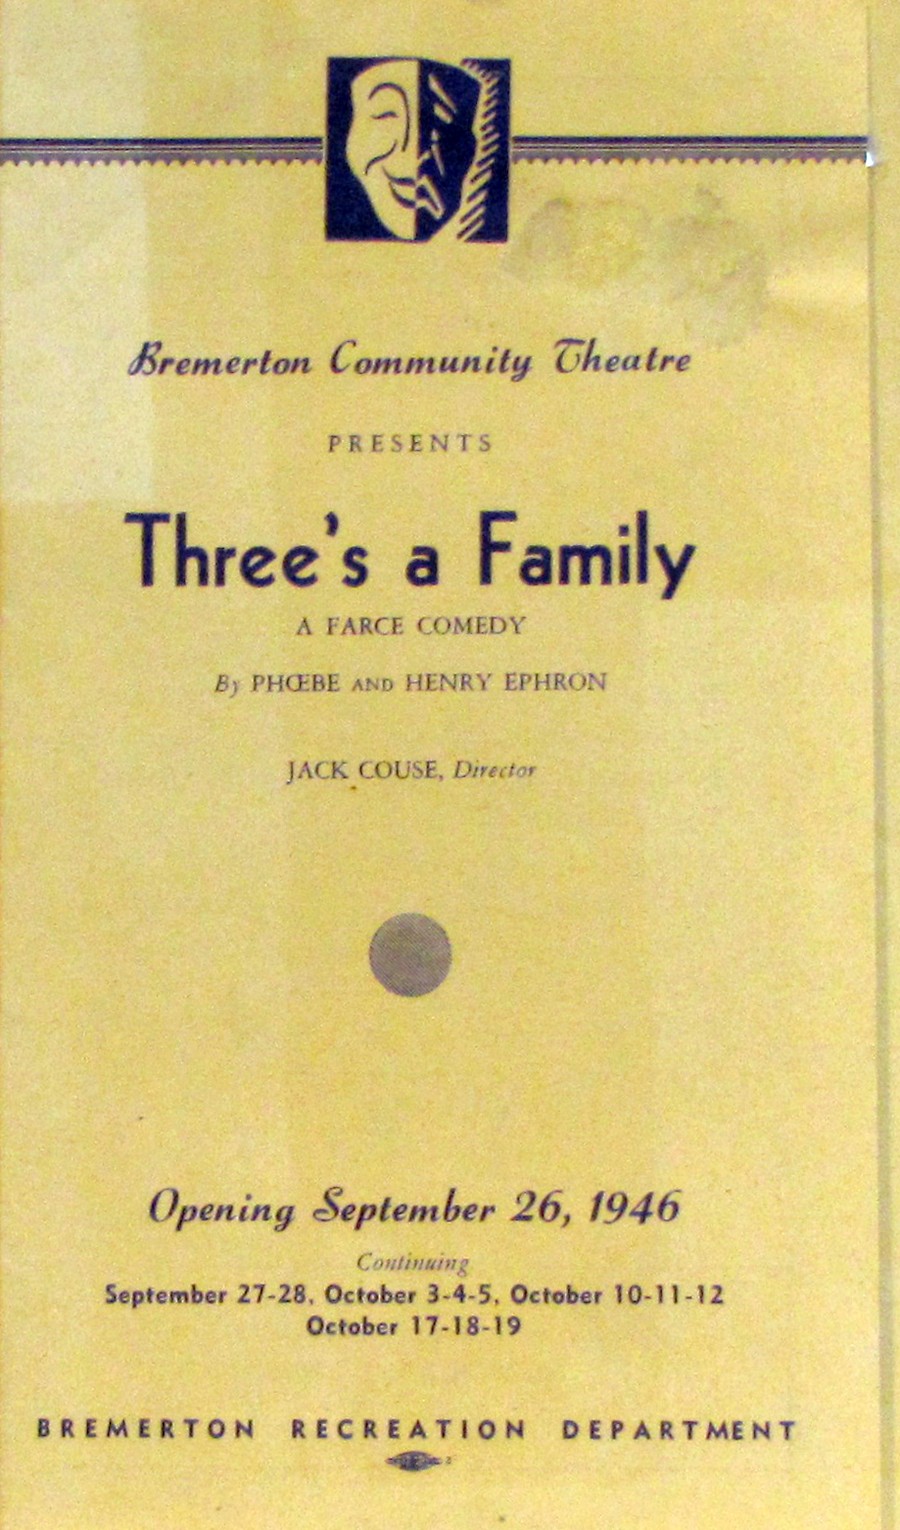 Bremerton Community Theatre
PRESENTS
Three's a Family
A FARCE COMEDY
By PHŒBE AND HENRY EPHRON
JACK COUSE, Director
Opening September 26, 1946
Continuing
September 27-28, October 3-4-5, October 10-11-12
October 17-18-19
BREMERTON RECREATION DEPARTMENT